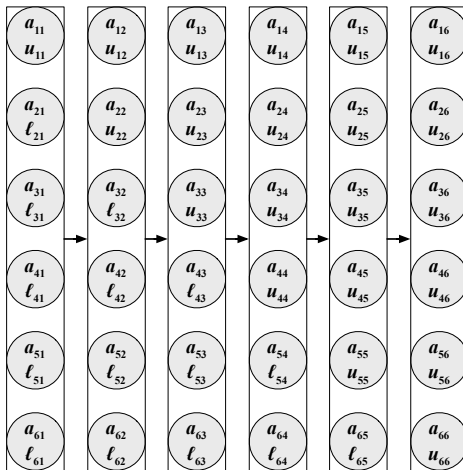 a₁₁ a₁₂ a₁₃ a₁₄ a₁₅ a₁₆
u₁₁ u₁₂ u₁₃ u₁₄ u₁₅ u₁₆
a₂₁ a₂₂ a₂₃ a₂₄ a₂₅ a₂₆
ℓ₂₁ u₂₂ u₂₃ u₂₄ u₂₅ u₂₆
a₃₁ a₃₂ a₃₃ a₃₄ a₃₅ a₃₆
ℓ₃₁ ℓ₃₂ u₃₃ u₃₄ u₃₅ u₃₆
a₄₁ a₄₂ a₄₃ a₄₄ a₄₅ a₄₆
ℓ₄₁ ℓ₄₂ ℓ₄₃ u₄₄ u₄₅ u₄₆
a₅₁ a₅₂ a₅₃ a₅₄ a₅₅ a₅₆
ℓ₅₁ ℓ₅₂ ℓ₅₃ ℓ₅₄ u₅₅ u₅₆
a₆₁ a₆₂ a₆₃ a₆₄ a₆₅ a₆₆
ℓ₆₁ ℓ₆₂ ℓ₆₃ ℓ₆₄ ℓ₆₅ u₆₆